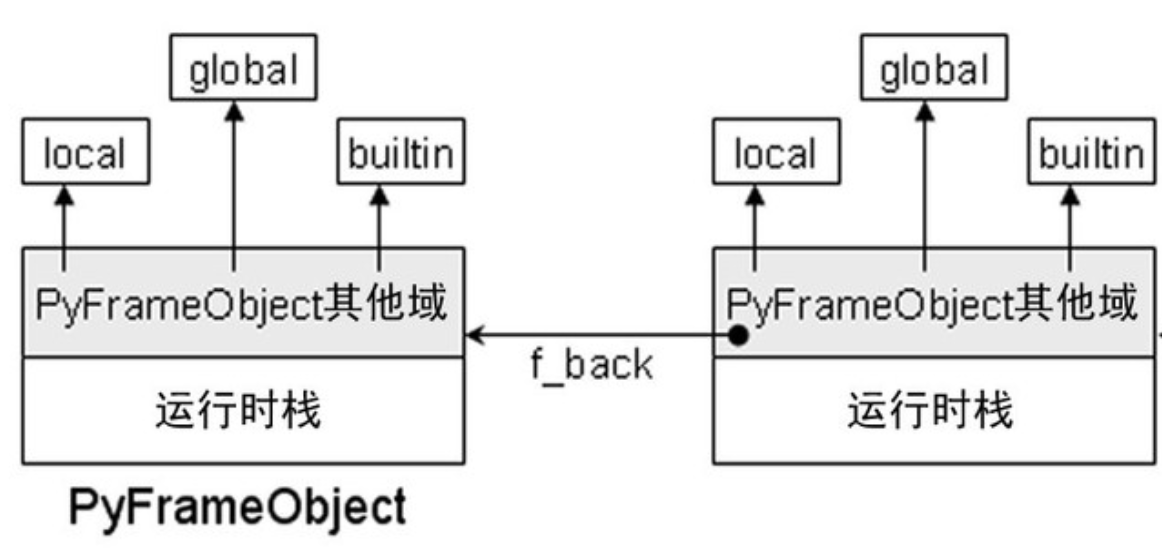 global
global
local
builtin
local
builtin
PyFrameObject其他域
PyFrameObject其他域
f_back
运行时栈
运行时栈
PyFrameObject